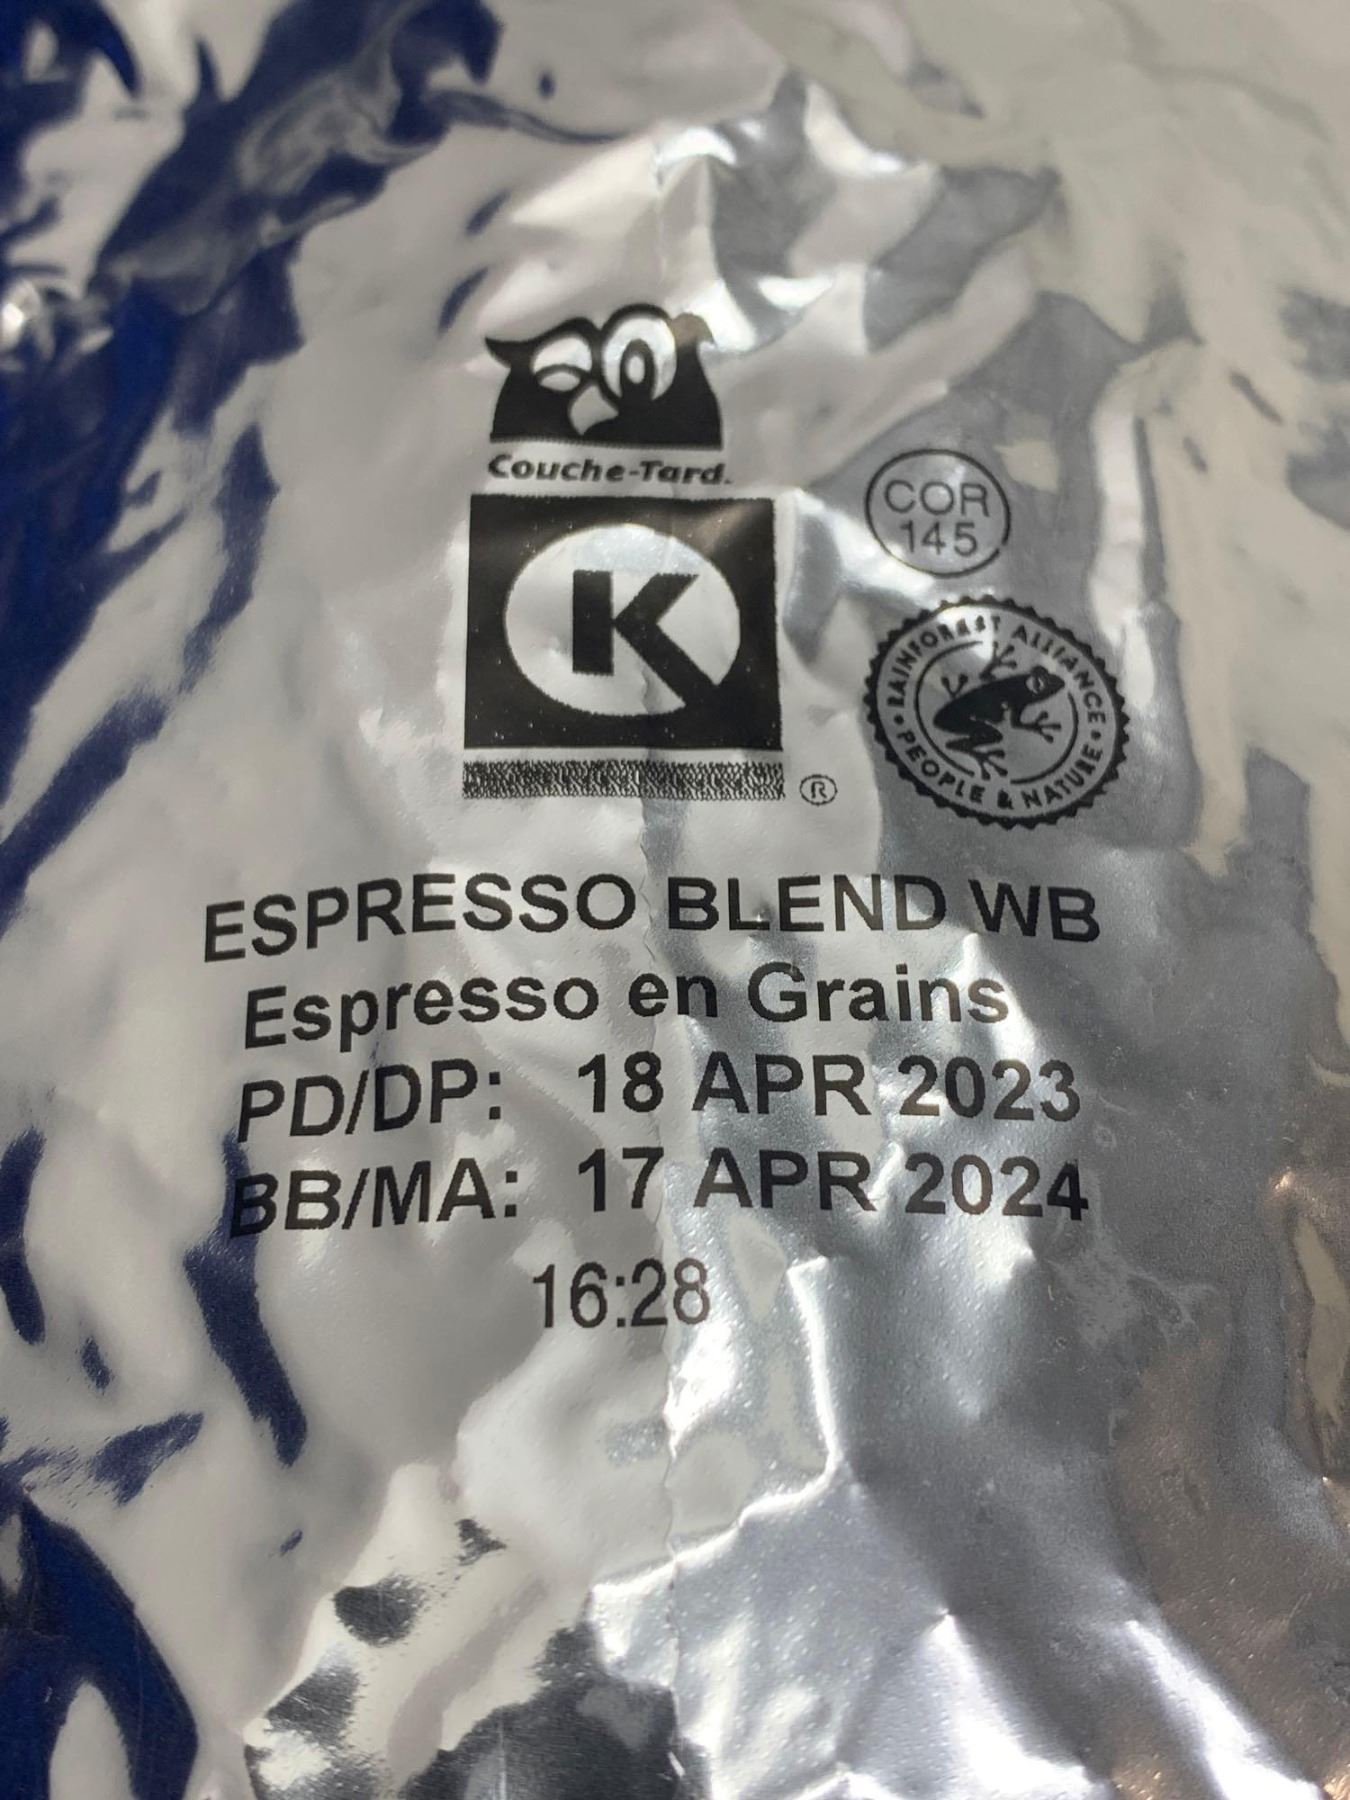 Couche-Tard.
K
®
COR
145
RAINFOREST ALLIANCE
• PEOPLE & NATURE •
ESPRESSO BLEND WB
Espresso en Grains
PD/DP: 18 APR 2023
BB/MA: 17 APR 2024
16:28